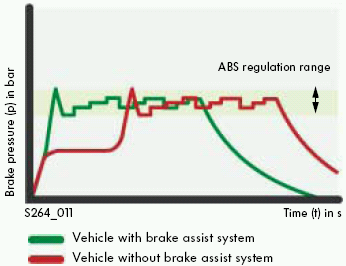 ABS regulation range
Brake pressure (p) in bar
S264_011
Time (t) in s
Vehicle with brake assist system
Vehicle without brake assist system